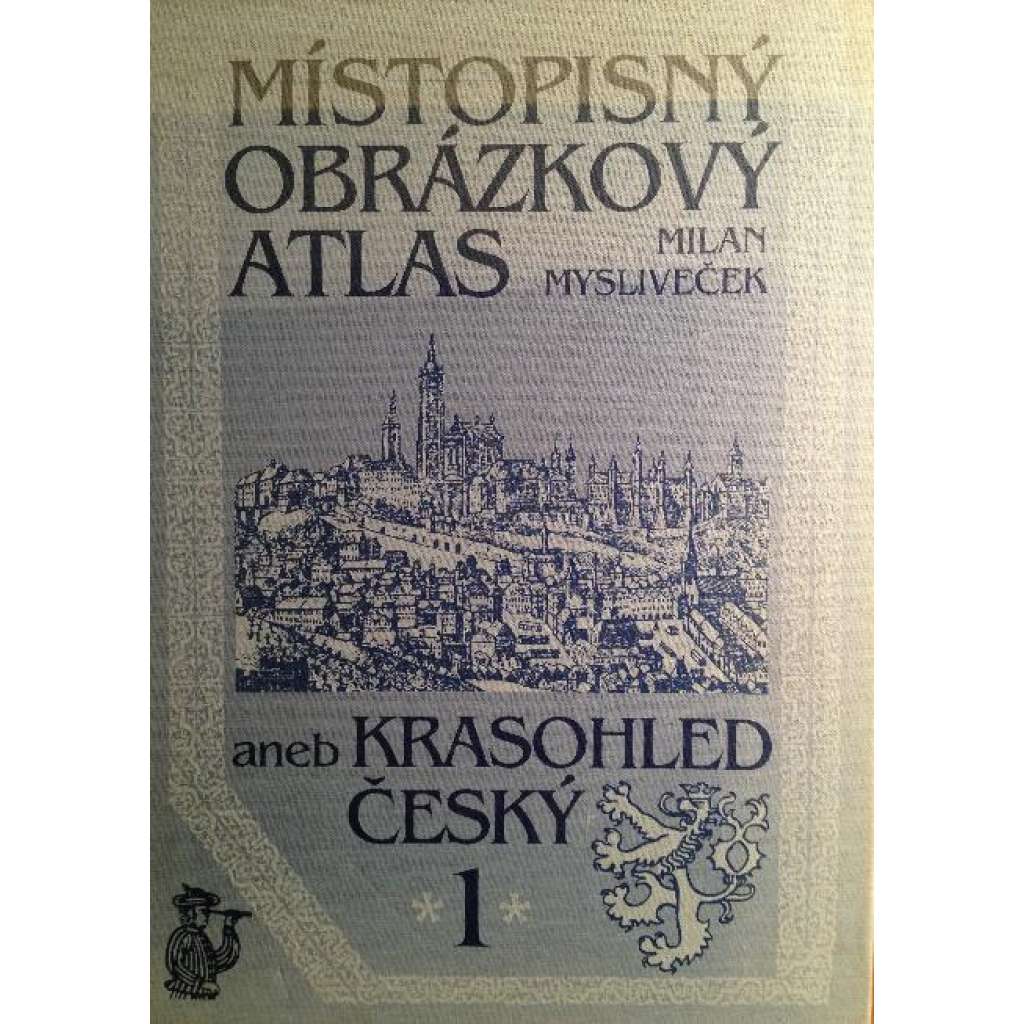 MÍSTOPISNÝ
OBRÁZKOVÝ
ATLAS
MILAN
MYSLIVEČEK
aneb KRASOHLED
ČESKÝ
* 1 *